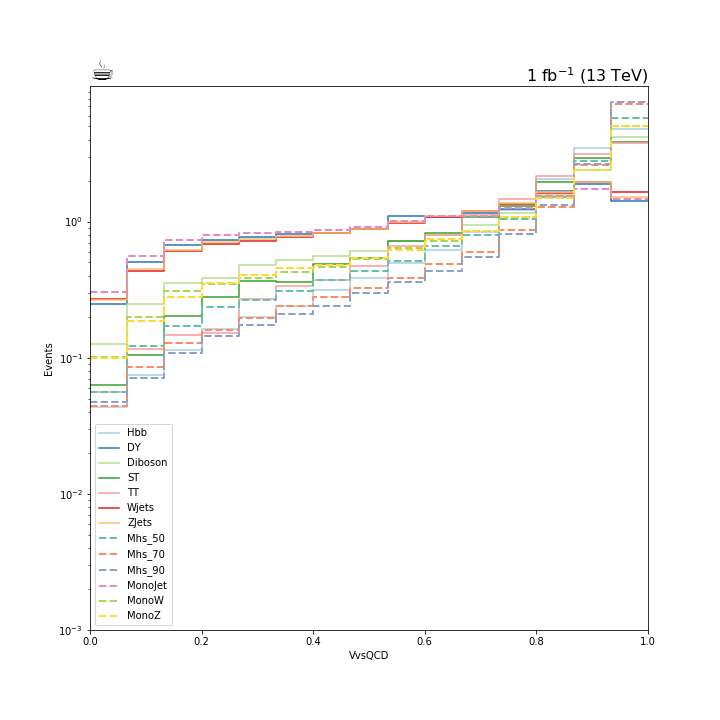 1 fb⁻¹ (13 TeV)
10⁰
10⁻¹
10⁻²
10⁻³
Events
Hbb
DY
Diboson
ST
TT
Wjets
ZJets
Mhs_50
Mhs_70
Mhs_90
MonoJet
MonoW
MonoZ
0.0 0.2 0.4 0.6 0.8 1.0
VvsQCD